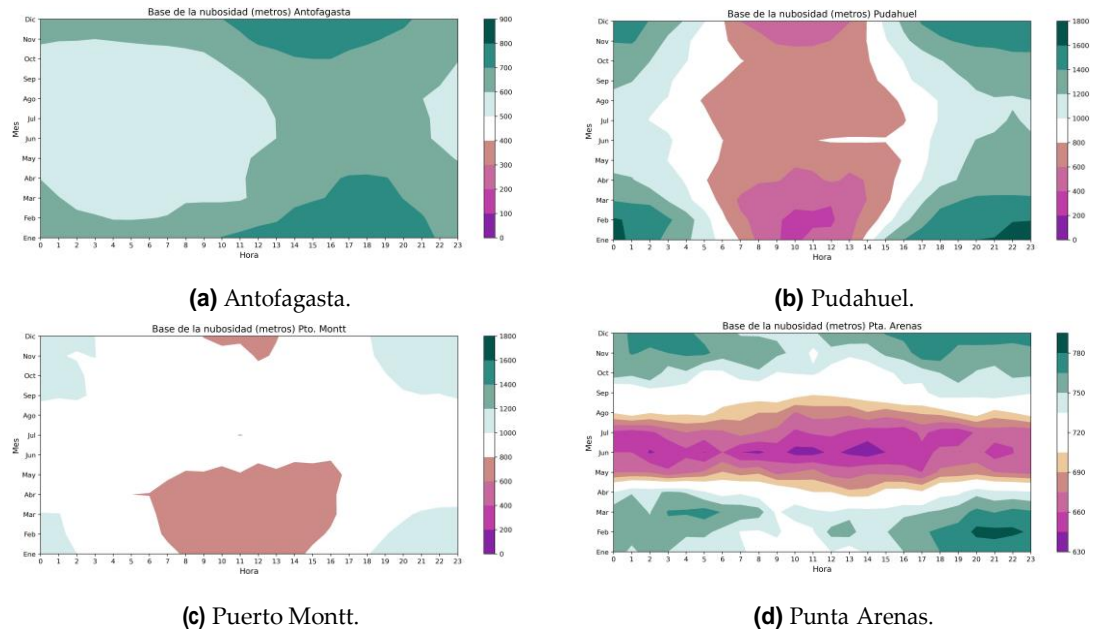 Base de la nubosidad (metros) Antofagasta
Dic
Nov
Oct
Sep
Ago
Jul
Jun
May
Abr
Mar
Feb
Ene
Mes
0 1 2 3 4 5 6 7 8 9 10 11 12 13 14 15 16 17 18 19 20 21 22 23
Hora
900
800
700
600
500
400
300
200
100
0
(a) Antofagasta.
Base de la nubosidad (metros) Pudahuel
Dic
Nov
Oct
Sep
Ago
Jul
Jun
May
Abr
Mar
Feb
Ene
Mes
0 1 2 3 4 5 6 7 8 9 10 11 12 13 14 15 16 17 18 19 20 21 22 23
Hora
1800
1600
1400
1200
1000
800
600
400
200
0
(b) Pudahuel.
Base de la nubosidad (metros) Pto. Montt
Dic
Nov
Oct
Sep
Ago
Jul
Jun
May
Abr
Mar
Feb
Ene
Mes
0 1 2 3 4 5 6 7 8 9 10 11 12 13 14 15 16 17 18 19 20 21 22 23
Hora
1800
1600
1400
1200
1000
800
600
400
200
0
(c) Puerto Montt.
Base de la nubosidad (metros) Pta. Arenas
Dic
Nov
Oct
Sep
Ago
Jul
Jun
May
Abr
Mar
Feb
Ene
Mes
0 1 2 3 4 5 6 7 8 9 10 11 12 13 14 15 16 17 18 19 20 21 22 23
Hora
780
750
720
705
690
675
660
645
630
(d) Punta Arenas.